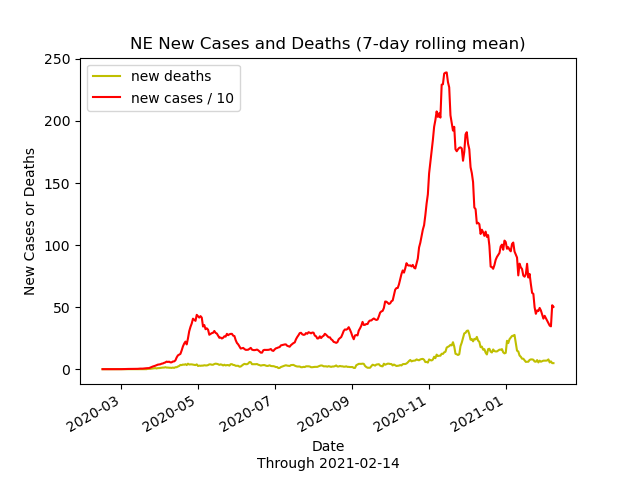 NE New Cases and Deaths (7-day rolling mean)
new deaths
new cases / 10
New Cases or Deaths
250
200
150
100
50
0
2020-03
2020-05
2020-07
2020-09
2020-11
2021-01
Date
Through 2021-02-14